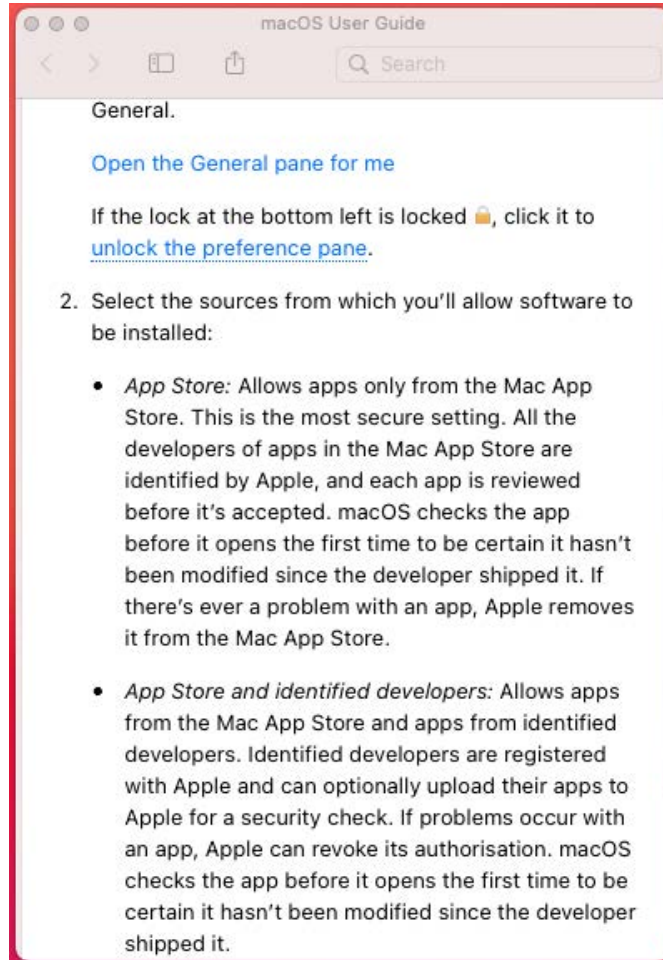 macOS User Guide
Search
General.
Open the General pane for me
If the lock at the bottom left is locked 🔒, click it to
unlock the preference pane.
2. Select the sources from which you’ll allow software to
be installed:
• App Store: Allows apps only from the Mac App
Store. This is the most secure setting. All the
developers of apps in the Mac App Store are
identified by Apple, and each app is reviewed
before it’s accepted. macOS checks the app
before it opens the first time to be certain it hasn’t
been modified since the developer shipped it. If
there’s ever a problem with an app, Apple removes
it from the Mac App Store.
• App Store and identified developers: Allows apps
from the Mac App Store and apps from identified
developers. Identified developers are registered
with Apple and can optionally upload their apps to
Apple for a security check. If problems occur with
an app, Apple can revoke its authorisation. macOS
checks the app before it opens the first time to be
certain it hasn’t been modified since the developer
shipped it.